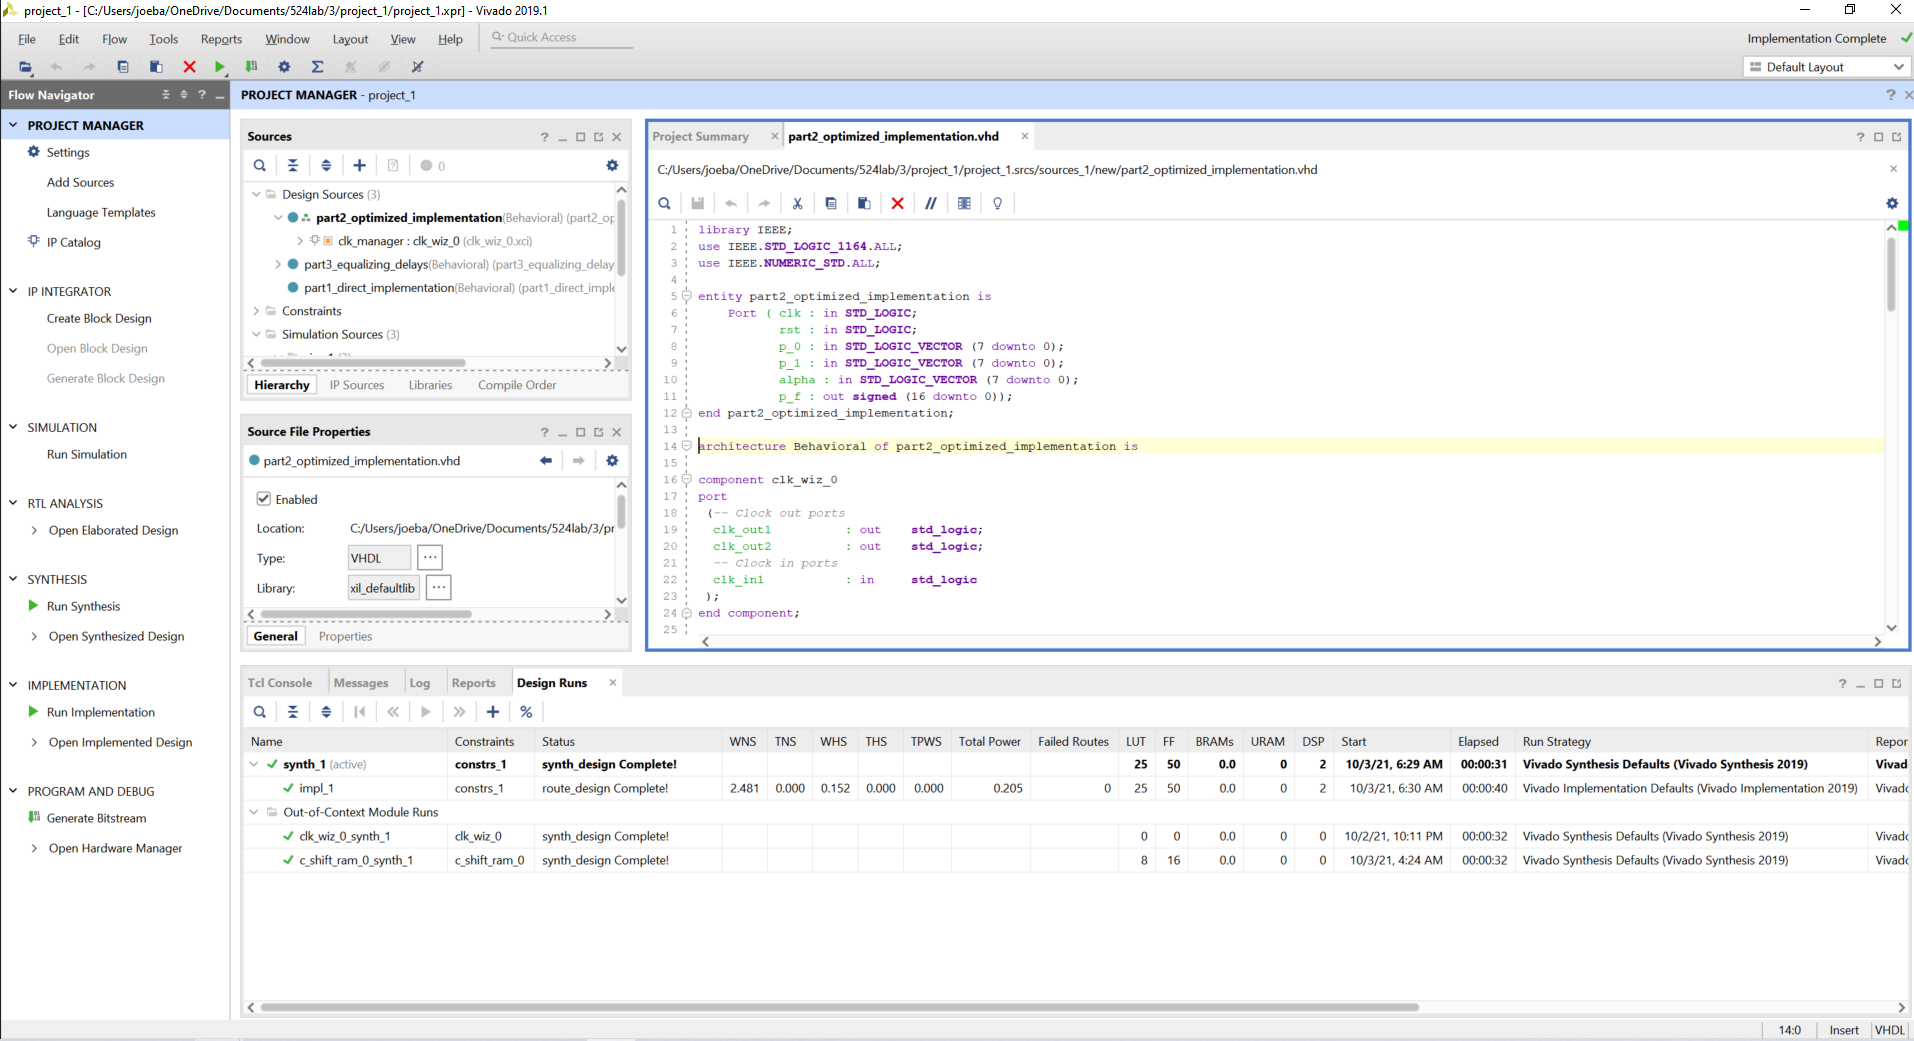 project_1 - [C:/Users/joeba/OneDrive/Documents/524lab/3/project_1/project_1.xpr] - Vivado 2019.1
File Edit Flow Tools Reports Window Layout View Help Quick Access
Implementation Complete
Default Layout
Flow Navigator
PROJECT MANAGER
Settings
Add Sources
Language Templates
IP Catalog
IP INTEGRATOR
Create Block Design
Open Block Design
Generate Block Design
SIMULATION
Run Simulation
RTL ANALYSIS
Open Elaborated Design
SYNTHESIS
Run Synthesis
Open Synthesized Design
IMPLEMENTATION
Run Implementation
Open Implemented Design
PROGRAM AND DEBUG
Generate Bitstream
Open Hardware Manager
PROJECT MANAGER - project_1
Sources
0
Design Sources (3)
part2_optimized_implementation(Behavioral) (part2_op
clk_manager : clk_wiz_0 (clk_wiz_0.xci)
part3_equalizing_delays(Behavioral) (part3_equalizing_delay
part1_direct_implementation(Behavioral) (part1_direct_imple
Constraints
Simulation Sources (3)
Hierarchy IP Sources Libraries Compile Order
Source File Properties
part2_optimized_implementation.vhd
Enabled
Location: C:/Users/joeba/OneDrive/Documents/524lab/3/pr
Type: VHDL ...
Library: xil_defaultlib ...
General Properties
Project Summary part2_optimized_implementation.vhd
C:/Users/joeba/OneDrive/Documents/524lab/3/project_1/project_1.srcs/sources_1/new/part2_optimized_implementation.vhd
1 library IEEE;
2 use IEEE.STD_LOGIC_1164.ALL;
3 use IEEE.NUMERIC_STD.ALL;
4
5 entity part2_optimized_implementation is
6 Port ( clk : in STD_LOGIC;
7 rst : in STD_LOGIC;
8 p_0 : in STD_LOGIC_VECTOR (7 downto 0);
9 p_1 : in STD_LOGIC_VECTOR (7 downto 0);
10 alpha : in STD_LOGIC_VECTOR (7 downto 0);
11 p_f : out signed (16 downto 0));
12 end part2_optimized_implementation;
13
14 architecture Behavioral of part2_optimized_implementation is
15
16 component clk_wiz_0
17 port
18 (-- Clock out ports
19 clk_out1 : out std_logic;
20 clk_out2 : out std_logic;
21 -- Clock in ports
22 clk_in1 : in std_logic
23 );
24 end component;
25
Tcl Console Messages Log Reports Design Runs
Name Constraints Status WNS TNS WHS THS TPWS Total Power Failed Routes LUT FF BRAMs URAM DSP Start Elapsed Run Strategy Repor
synth_1 (active) constrs_1 synth_design Complete! 25 50 0.0 0 2 10/3/21, 6:29 AM 00:00:31 Vivado Synthesis Defaults (Vivado Synthesis 2019) Vivad
impl_1 constrs_1 route_design Complete! 2.481 0.000 0.152 0.000 0.000 0.205 0 25 50 0.0 0 2 10/3/21, 6:30 AM 00:00:40 Vivado Implementation Defaults (Vivado Implementation 2019) Vivado
Out-of-Context Module Runs
clk_wiz_0_synth_1 clk_wiz_0 synth_design Complete! 0 0 0.0 0 0 10/2/21, 10:11 PM 00:00:32 Vivado Synthesis Defaults (Vivado Synthesis 2019) Vivado
c_shift_ram_0_synth_1 c_shift_ram_0 synth_design Complete! 8 16 0.0 0 0 10/3/21, 4:24 AM 00:00:32 Vivado Synthesis Defaults (Vivado Synthesis 2019) Vivado
14:0 Insert VHDL